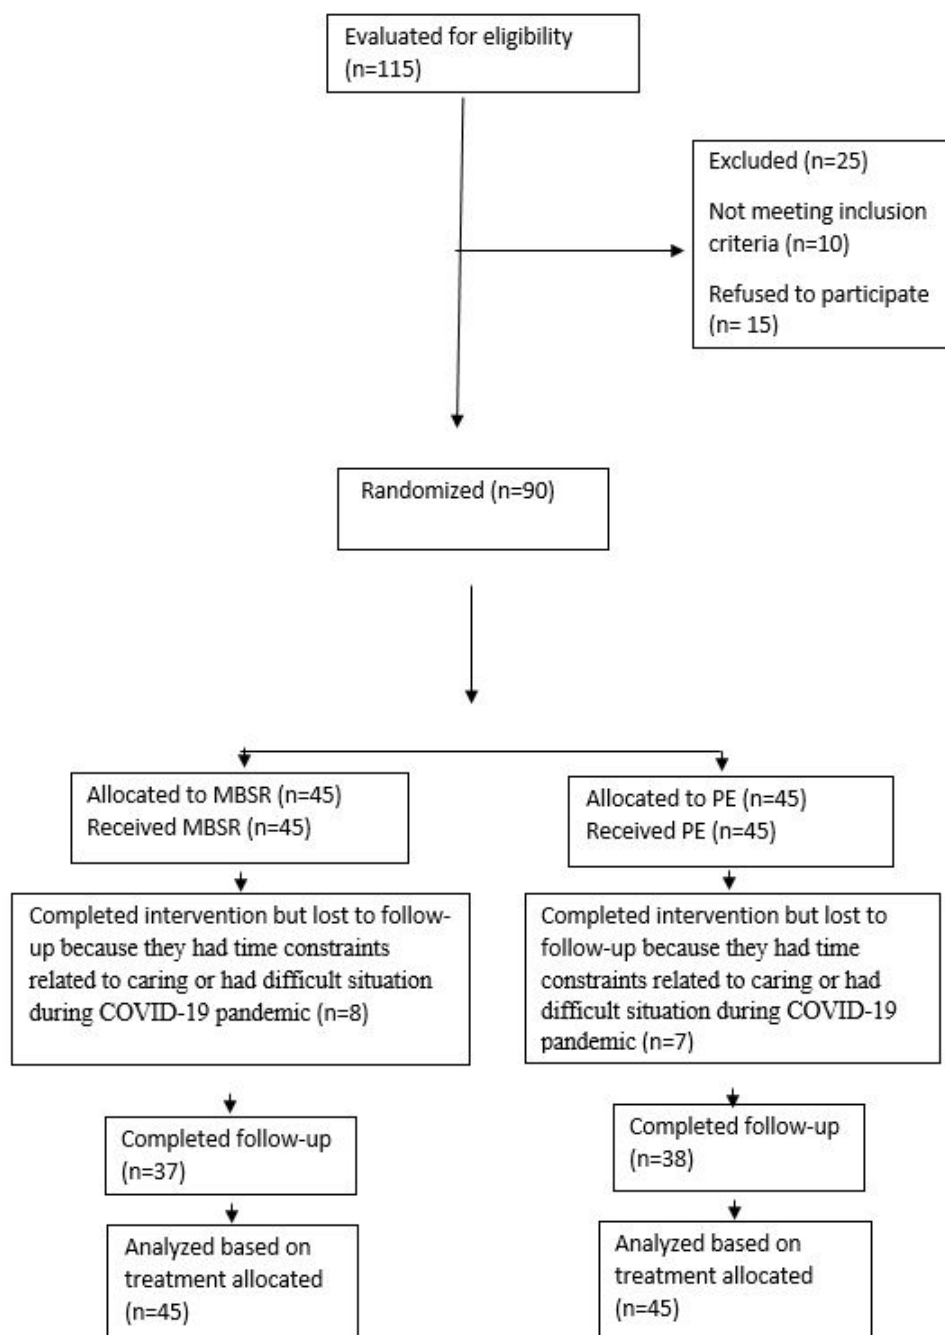 Evaluated for eligibility
(n=115)
Excluded (n=25)
Not meeting inclusion
criteria (n=10)
Refused to participate
(n= 15)
Randomized (n=90)
Allocated to MBSR (n=45)
Received MBSR (n=45)
Allocated to PE (n=45)
Received PE (n=45)
Completed intervention but lost to follow-
up because they had time constraints
related to caring or had difficult situation
during COVID-19 pandemic (n=8)
Completed intervention but lost to
follow-up because they had time
constraints related to caring or had
difficult situation during COVID-19
pandemic (n=7)
Completed follow-up
(n=37)
Completed follow-up
(n=38)
Analyzed based on
treatment allocated
(n=45)
Analyzed based on
treatment allocated
(n=45)